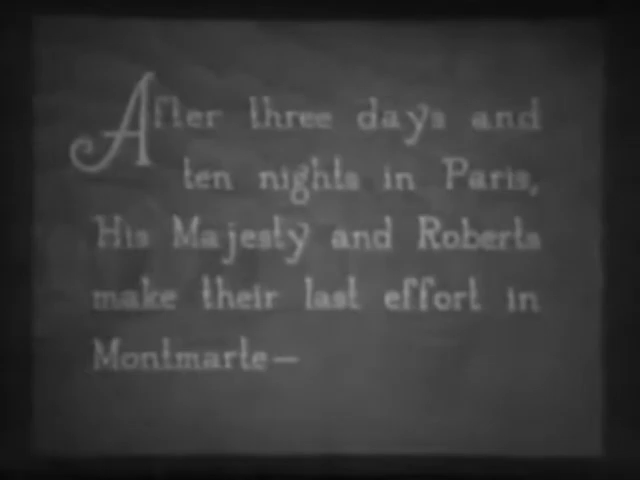 After three days and
ten nights in Paris,
His Majesty and Roberts
make their last effort in
Montmarte—